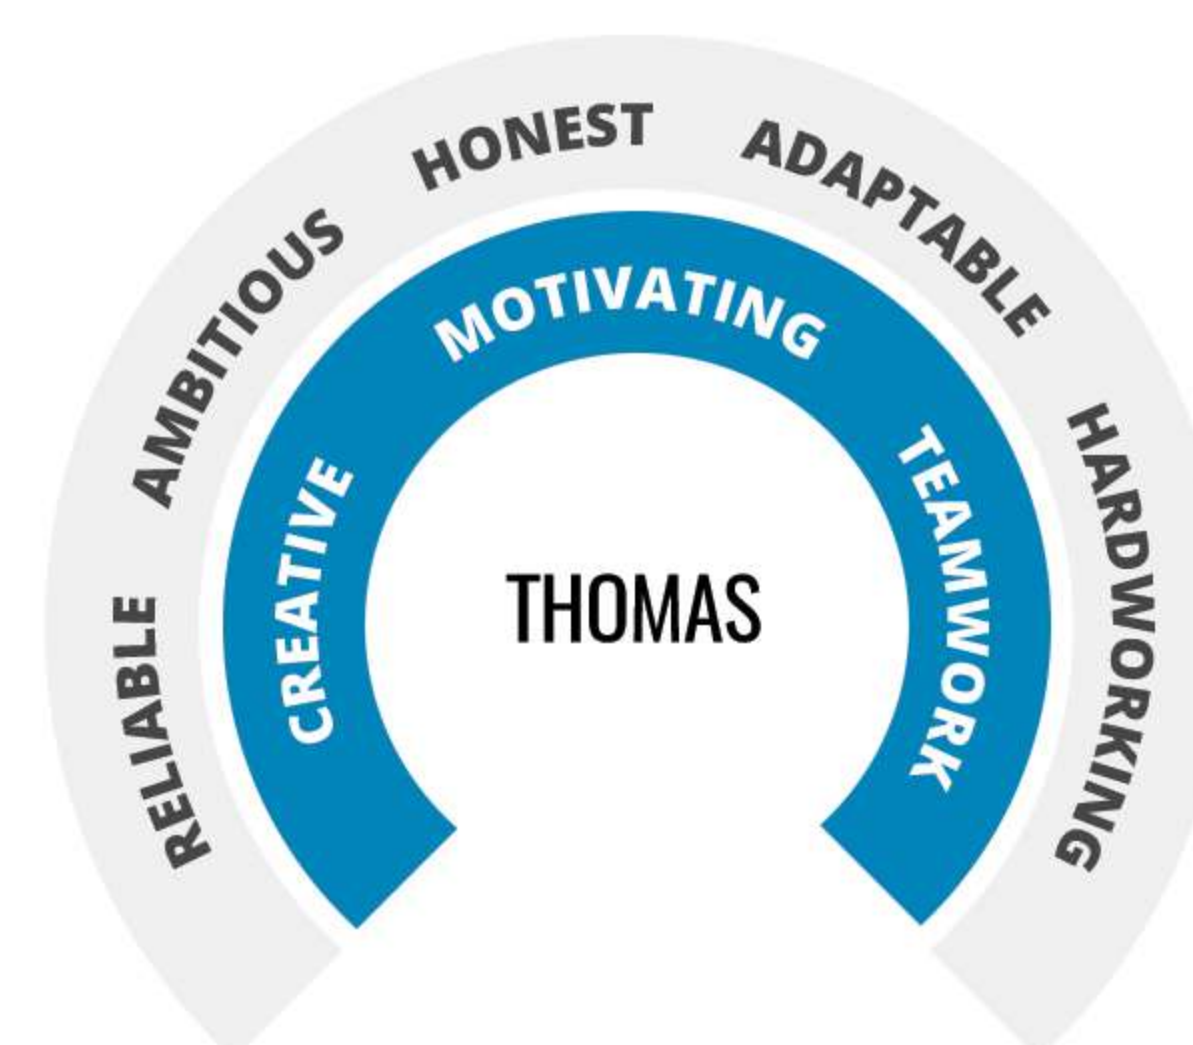 RELIABLE
AMBITIOUS
HONEST
ADAPTABLE
HARDWORKING
CREATIVE
MOTIVATING
TEAMWORK
THOMAS